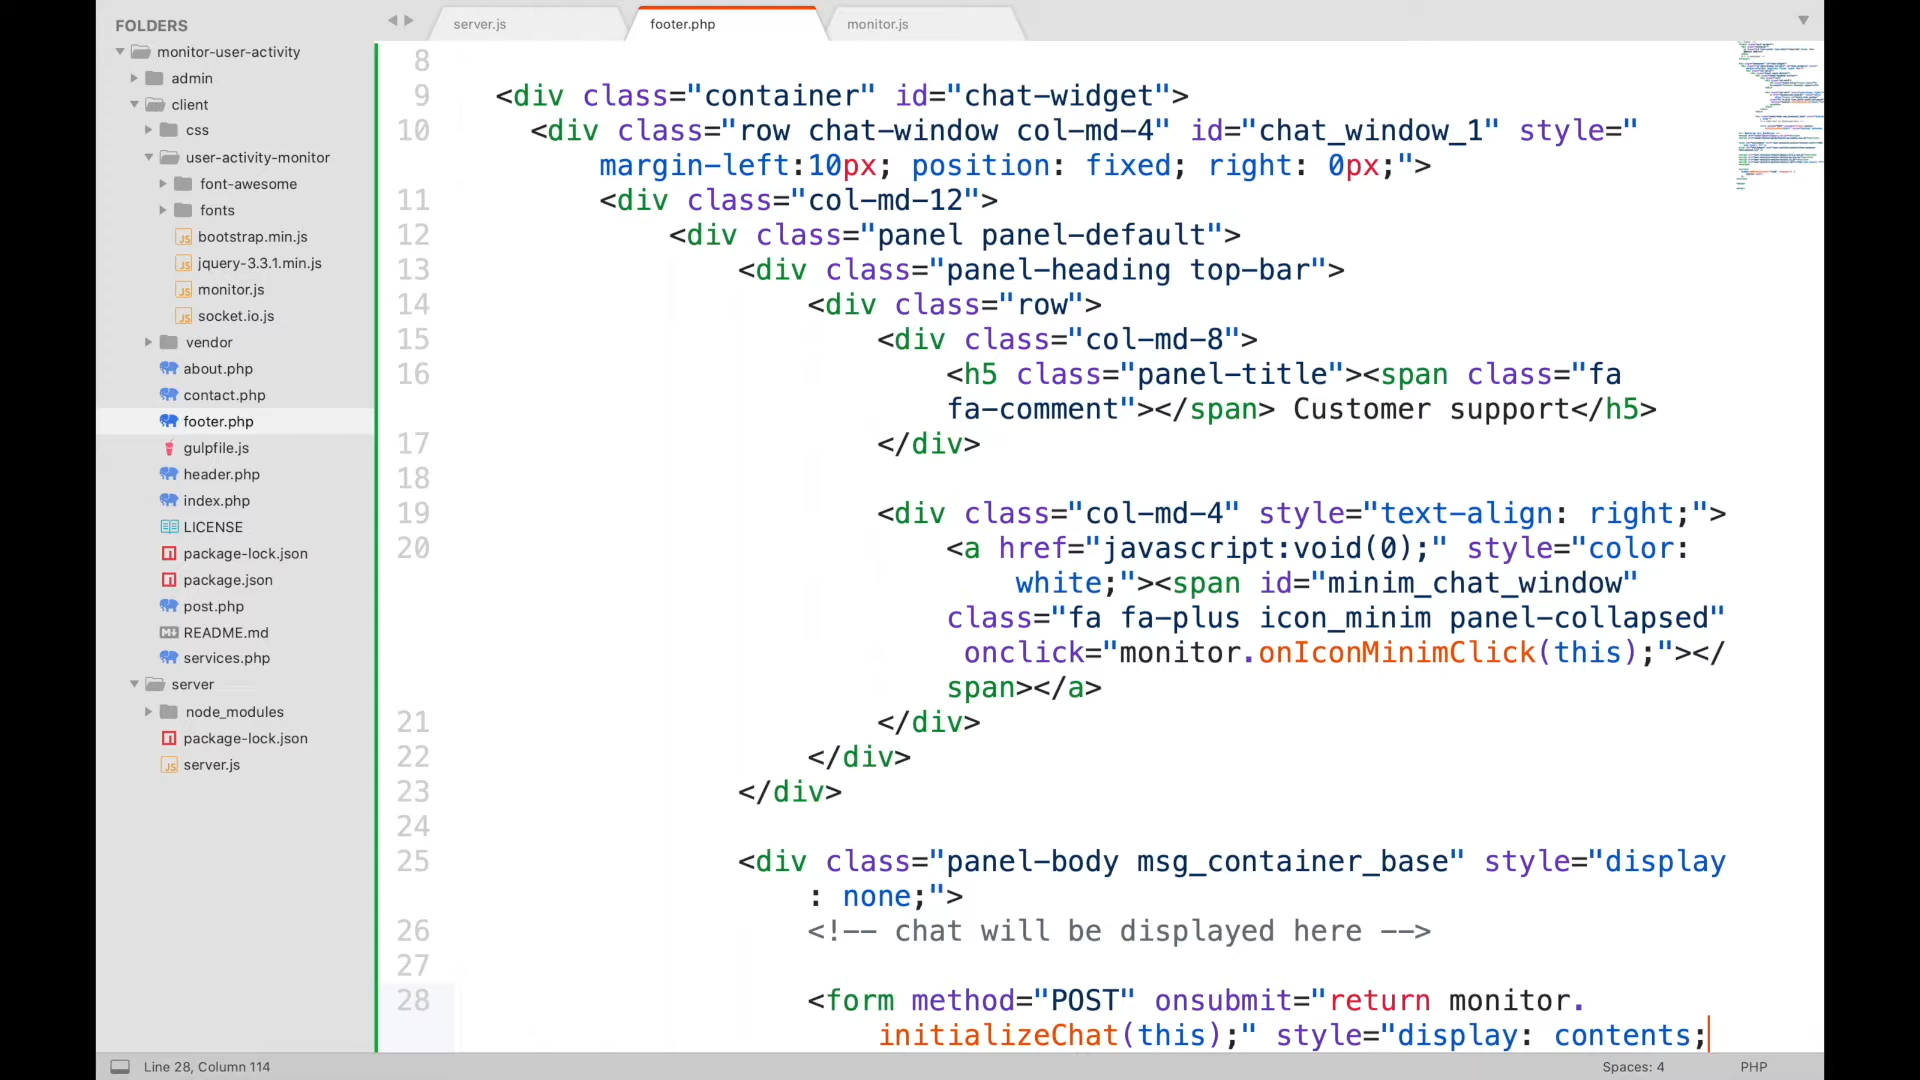 FOLDERS
monitor-user-activity
admin
client
css
user-activity-monitor
font-awesome
fonts
bootstrap.min.js
jquery-3.3.1.min.js
monitor.js
socket.io.js
vendor
about.php
contact.php
footer.php
gulpfile.js
header.php
index.php
LICENSE
package-lock.json
package.json
post.php
README.md
services.php
server
node_modules
package-lock.json
server.js
server.js
footer.php
monitor.js
8
9 <div class="container" id="chat-widget">
10 <div class="row chat-window col-md-4" id="chat_window_1" style="
margin-left:10px; position: fixed; right: 0px;">
11 <div class="col-md-12">
12 <div class="panel panel-default">
13 <div class="panel-heading top-bar">
14 <div class="row">
15 <div class="col-md-8">
16 <h5 class="panel-title"><span class="fa
fa-comment"></span> Customer support</h5>
17 </div>
18
19 <div class="col-md-4" style="text-align: right;">
20 <a href="javascript:void(0);" style="color:
white;"><span id="minim_chat_window"
class="fa fa-plus icon_minim panel-collapsed"
onclick="monitor.onIconMinimClick(this);"></
span></a>
21 </div>
22 </div>
23 </div>
24
25 <div class="panel-body msg_container_base" style="display
: none;">
26 <!-- chat will be displayed here -->
27
28 <form method="POST" onsubmit="return monitor.
initializeChat(this);" style="display: contents;
Line 28, Column 114
Spaces: 4
PHP